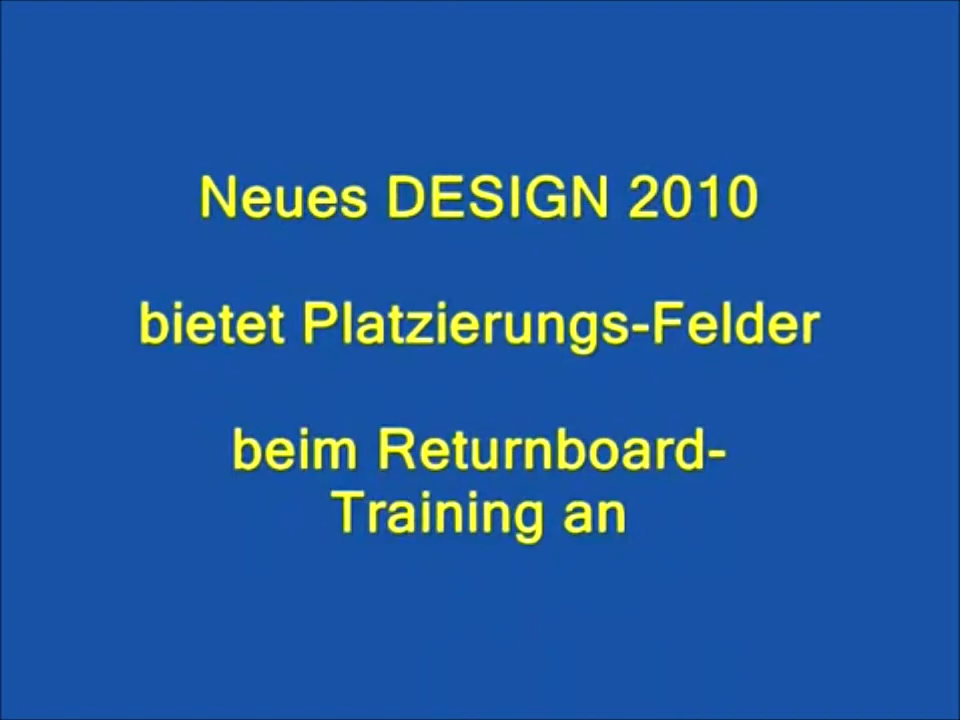 Neues DESIGN 2010
bietet Platzierungs-Felder
beim Returnboard-
Training an